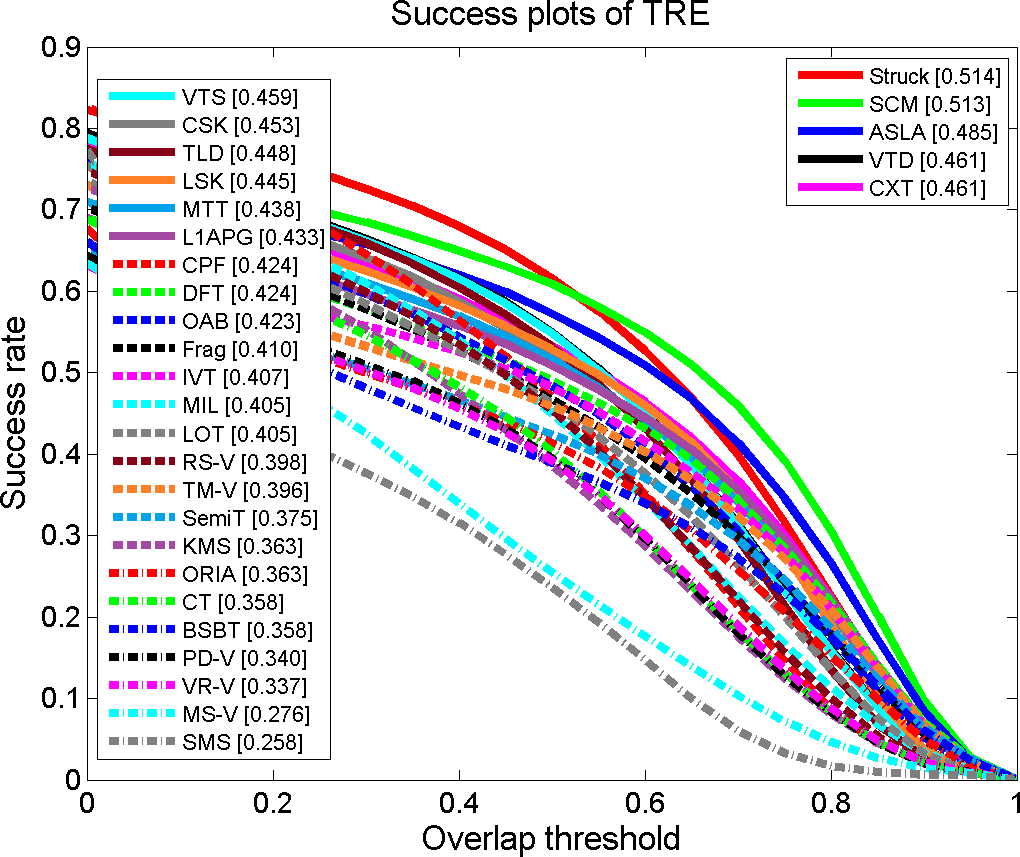 Success plots of TRE
Success rate
0.9
0.8
0.7
0.6
0.5
0.4
0.3
0.2
0.1
0
VTS [0.459]
CSK [0.453]
TLD [0.448]
LSK [0.445]
MTT [0.438]
L1APG [0.433]
CPF [0.424]
DFT [0.424]
OAB [0.423]
Frag [0.410]
IVT [0.407]
MIL [0.405]
LOT [0.405]
RS-V [0.398]
TM-V [0.396]
SemiT [0.375]
KMS [0.363]
ORIA [0.363]
CT [0.358]
BSBT [0.358]
PD-V [0.340]
VR-V [0.337]
MS-V [0.276]
SMS [0.258]
Struck [0.514]
SCM [0.513]
ASLA [0.485]
VTD [0.461]
CXT [0.461]
0 0.2 0.4 0.6 0.8 1
Overlap threshold